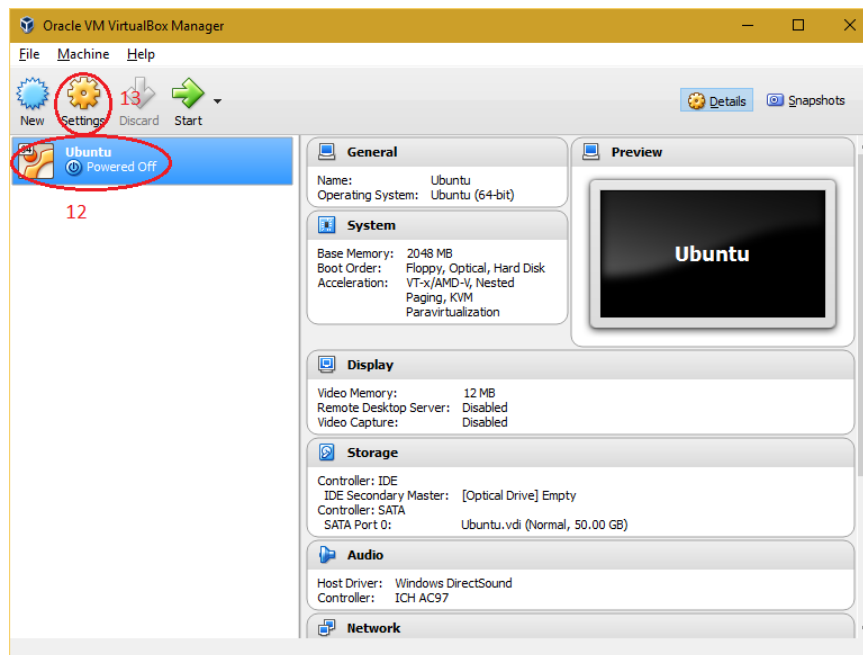 Oracle VM VirtualBox Manager
File Machine Help
New Settings Discard Start Details Snapshots
13
64
Ubuntu
Powered Off
12
General
Name: Ubuntu
Operating System: Ubuntu (64-bit)
System
Base Memory: 2048 MB
Boot Order: Floppy, Optical, Hard Disk
Acceleration: VT-x/AMD-V, Nested
Paging, KVM
Paravirtualization
Preview
Ubuntu
Display
Video Memory: 12 MB
Remote Desktop Server: Disabled
Video Capture: Disabled
Storage
Controller: IDE
IDE Secondary Master: [Optical Drive] Empty
Controller: SATA
SATA Port 0: Ubuntu.vdi (Normal, 50.00 GB)
Audio
Host Driver: Windows DirectSound
Controller: ICH AC97
Network